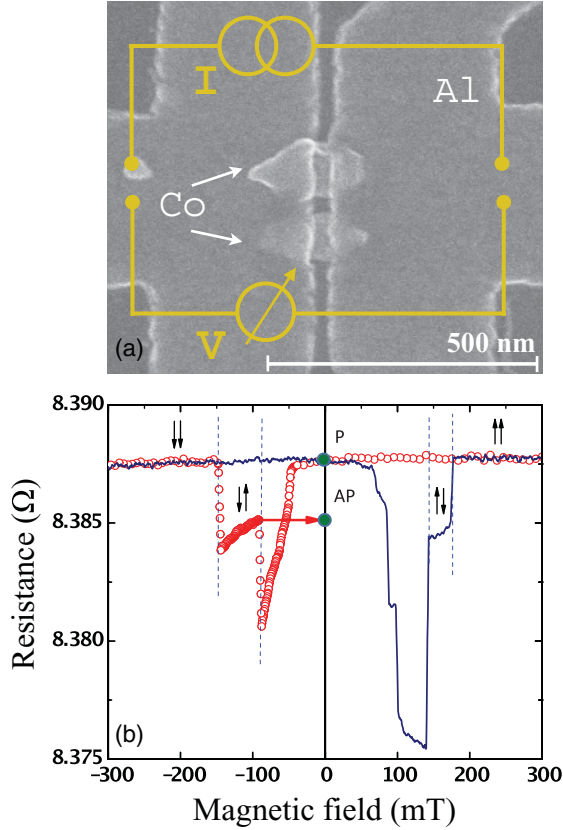 I
Al
Co
V
(a)
500 nm
8.390
8.385
8.380
8.375
Resistance (Ω)
P
AP
(b)
−300
−200
−100
0
100
200
300
Magnetic field (mT)